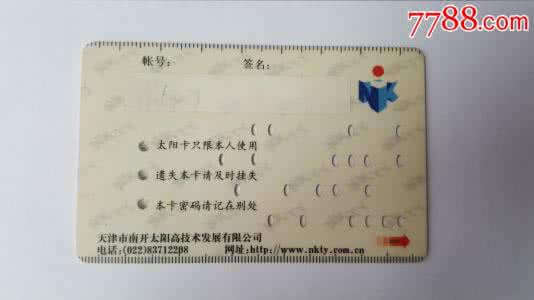 7788.com
帐号： 签名：
NK
太阳卡只限本人使用
遗失本卡请及时挂失
本卡密码请记在别处
天津市南开太阳高技术发展有限公司
电话：(022)83712208 网址：http://www.nkty.com.cn